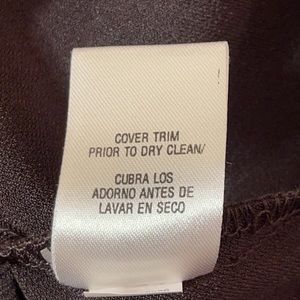 COVER TRIM
PRIOR TO DRY CLEAN/
CUBRA LOS
ADORNO ANTES DE
LAVAR EN SECO